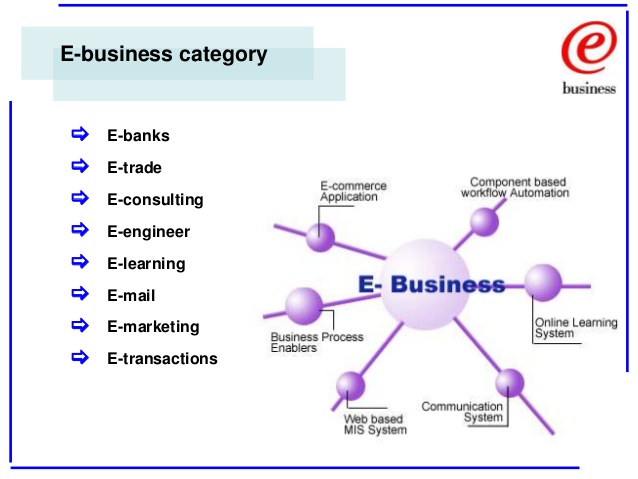 E-business category
e
business
E-banks
E-trade
E-consulting
E-engineer
E-learning
E-mail
E-marketing
E-transactions
E-commerce
Application
Component based
workflow Automation
E- Business
Online Learning
System
Business Process
Enablers
Communication
System
Web based
MIS System